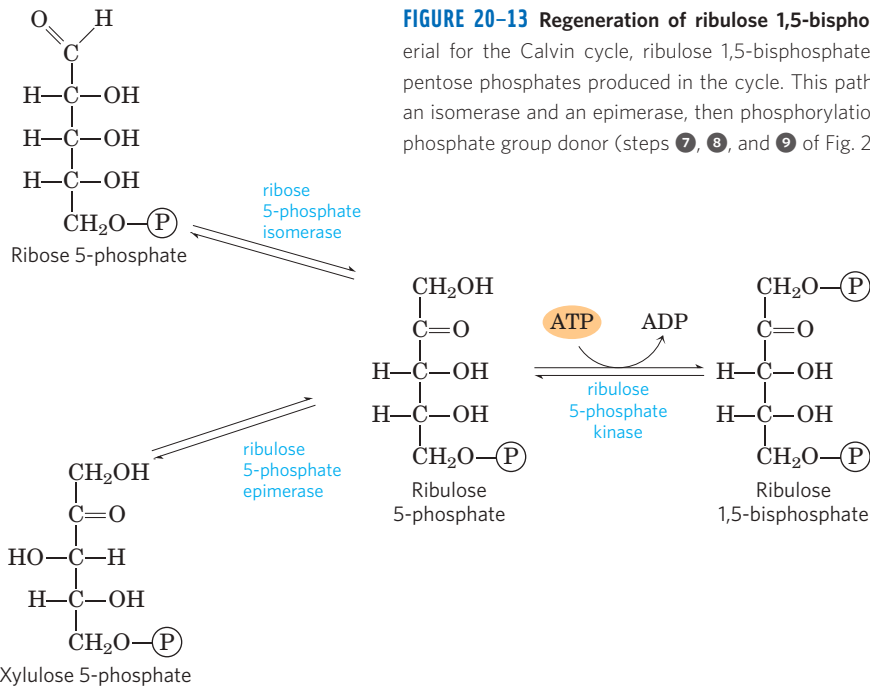 FIGURE 20–13 Regeneration of ribulose 1,5-bispho
erial for the Calvin cycle, ribulose 1,5-bisphosphate
pentose phosphates produced in the cycle. This path
an isomerase and an epimerase, then phosphorylatio
phosphate group donor (steps 7, 8, and 9 of Fig. 2
O H
C
H—C—OH
H—C—OH
H—C—OH
CH₂O—P
Ribose 5-phosphate
ribose
5-phosphate
isomerase
CH₂OH
C=O
H—C—OH
H—C—OH
CH₂O—P
Ribulose
5-phosphate
ATP ADP
ribulose
5-phosphate
kinase
CH₂O—P
C=O
H—C—OH
H—C—OH
CH₂O—P
Ribulose
1,5-bisphosphate
ribulose
5-phosphate
epimerase
CH₂OH
C=O
HO—C—H
H—C—OH
CH₂O—P
Xylulose 5-phosphate